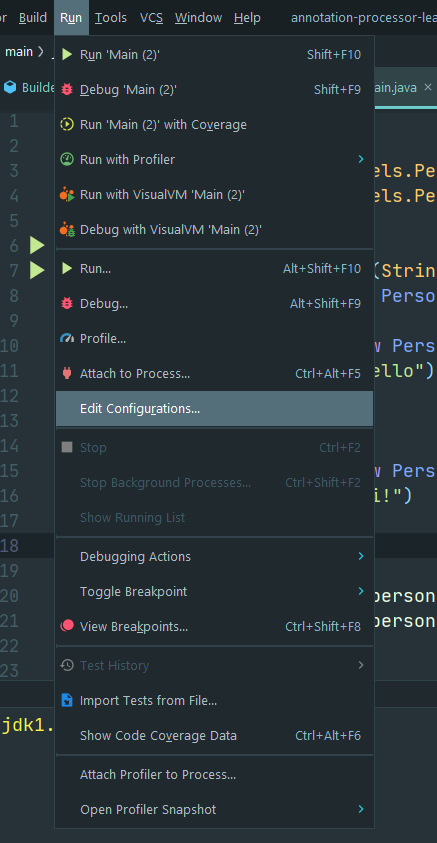 or Build Run Tools VCS Window annotation-processor-lea
main
Builde ain.java
Run 'Main (2)' Shift+F10
Debug 'Main (2)' Shift+F9
Run 'Main (2)' with Coverage
Run with Profiler
Run with VisualVM 'Main (2)'
Debug with VisualVM 'Main (2)'
Run... Alt+Shift+F10
Debug... Alt+Shift+F9
Profile...
Attach to Process... Ctrl+Alt+F5
Edit Configurations...
Stop Ctrl+F2
Stop Background Processes... Ctrl+Shift+F2
Show Running List
Debugging Actions
Toggle Breakpoint
View Breakpoints... Ctrl+Shift+F8
Test History
Import Tests from File...
Show Code Coverage Data Ctrl+Alt+F6
Attach Profiler to Process...
Open Profiler Snapshot
1
2
3 els.Pe
4 els.Pe
5
6
7 (Strin
8 Perso
9
10 w Pers
11 ello")
12
13
14
15 w Pers
16 i!")
17
18
19
20 person
21 person
22
23
jdk1.